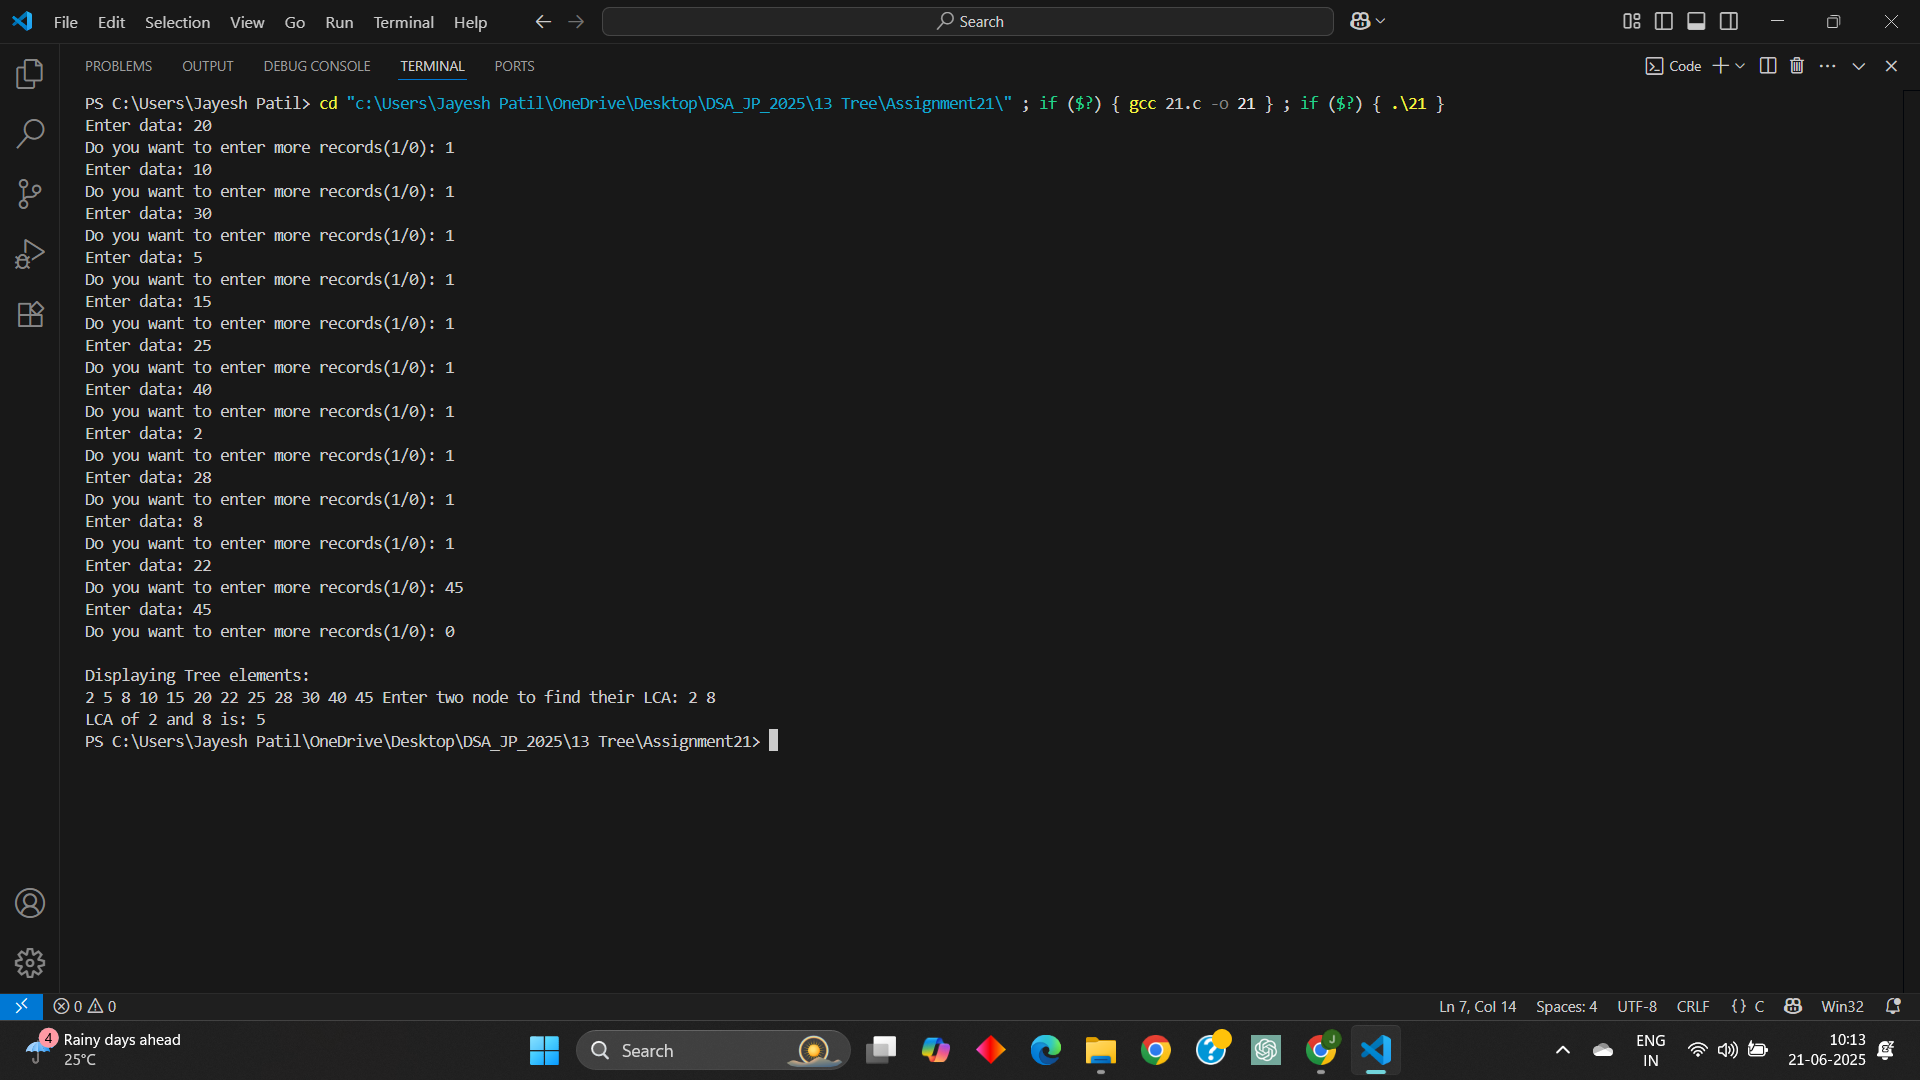 File Edit Selection View Go Run Terminal Help Search
PROBLEMS OUTPUT DEBUG CONSOLE TERMINAL PORTS Code
PS C:\Users\Jayesh Patil> cd "c:\Users\Jayesh Patil\OneDrive\Desktop\DSA_JP_2025\13 Tree\Assignment21\" ; if ($?) { gcc 21.c -o 21 } ; if ($?) { .\21 }
Enter data: 20
Do you want to enter more records(1/0): 1
Enter data: 10
Do you want to enter more records(1/0): 1
Enter data: 30
Do you want to enter more records(1/0): 1
Enter data: 5
Do you want to enter more records(1/0): 1
Enter data: 15
Do you want to enter more records(1/0): 1
Enter data: 25
Do you want to enter more records(1/0): 1
Enter data: 40
Do you want to enter more records(1/0): 1
Enter data: 2
Do you want to enter more records(1/0): 1
Enter data: 28
Do you want to enter more records(1/0): 1
Enter data: 8
Do you want to enter more records(1/0): 1
Enter data: 22
Do you want to enter more records(1/0): 45
Enter data: 45
Do you want to enter more records(1/0): 0
Displaying Tree elements:
2 5 8 10 15 20 22 25 28 30 40 45 Enter two node to find their LCA: 2 8
LCA of 2 and 8 is: 5
PS C:\Users\Jayesh Patil\OneDrive\Desktop\DSA_JP_2025\13 Tree\Assignment21>
0 0 Ln 7, Col 14 Spaces: 4 UTF-8 CRLF {} C Win32
4 Rainy days ahead
25°C
Search
J
ENG
IN
10:13
21-06-2025